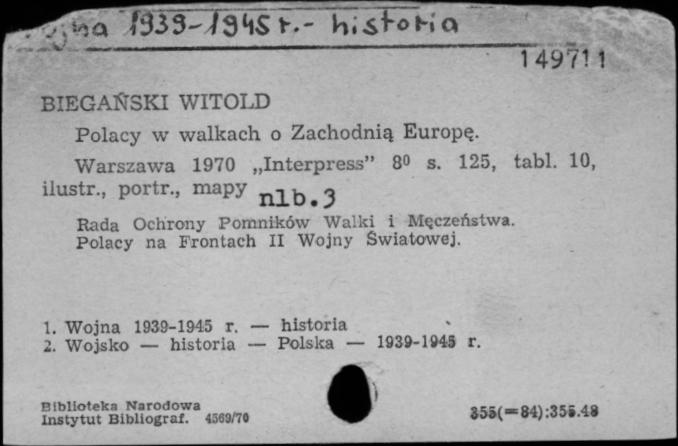 Wojna 1939-1945 r.- historia
149711
BIEGAŃSKI WITOLD
Polacy w walkach o Zachodnią Europę.
Warszawa 1970 „Interpress” 8⁰ s. 125, tabl. 10,
ilustr., portr., mapy nlb.3
Rada Ochrony Pomników Walki i Męczeństwa.
Polacy na Frontach II Wojny Światowej.
1. Wojna 1939-1945 r. — historia
2. Wojsko — historia — Polska — 1939-1945 r.
Biblioteka Narodowa
Instytut Bibliograf. 4569/70
355(=84):355.48